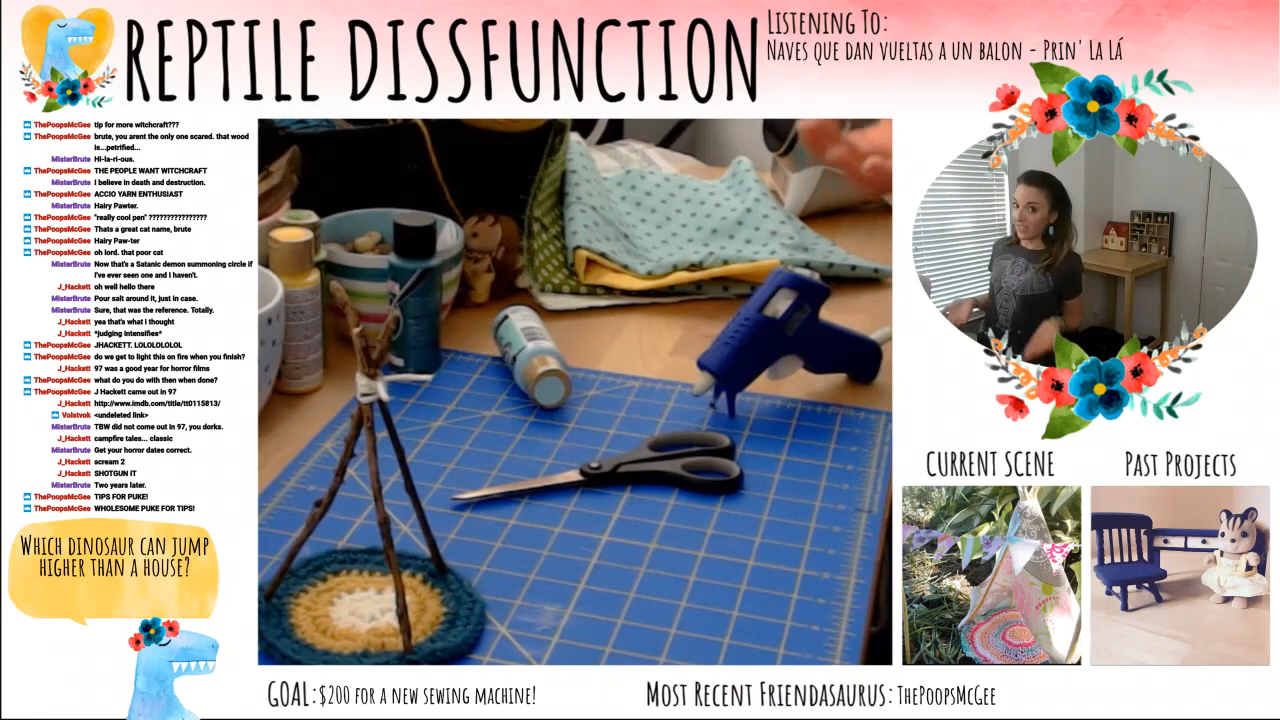 REPTILE DISSFUNCTION
LISTENING TO:
NAVES QUE DAN VUELTAS A UN BALON - PRIN' LA LÁ
ThePoopsMcGee tip for more witchcraft???
ThePoopsMcGee brute, you arent the only one scared. that wood
is...petrified...
MisterBrute Hi-la-ri-ous.
ThePoopsMcGee THE PEOPLE WANT WITCHCRAFT
MisterBrute I believe in death and destruction.
ThePoopsMcGee ACCIO YARN ENTHUSIAST
MisterBrute Hairy Pawter.
ThePoopsMcGee "really cool pen" ????????????????
ThePoopsMcGee Thats a great cat name, brute
ThePoopsMcGee Hairy Paw-ter
ThePoopsMcGee oh lord. that poor cat
MisterBrute Now that's a Satanic demon summoning circle if
I've ever seen one and I haven't.
J_Hackett oh well hello there
MisterBrute Pour salt around it, just in case.
MisterBrute Sure, that was the reference. Totally.
J_Hackett yea that's what i thought
J_Hackett *judging intensifies*
ThePoopsMcGee JHACKETT. LOLOLOLOLOL
ThePoopsMcGee do we get to light this on fire when you finish?
J_Hackett 97 was a good year for horror films
ThePoopsMcGee what do you do with then when done?
ThePoopsMcGee J Hackett came out in 97
J_Hackett http://www.imdb.com/title/tt0115813/
Volstvok <undeleted link>
MisterBrute TBW did not come out in 97, you dorks.
J_Hackett campfire tales... classic
MisterBrute Get your horror dates correct.
J_Hackett scream 2
J_Hackett SHOTGUN IT
MisterBrute Two years later.
ThePoopsMcGee TIPS FOR PUKE!
ThePoopsMcGee WHOLESOME PUKE FOR TIPS!
CURRENT SCENE
PAST PROJECTS
WHICH DINOSAUR CAN JUMP
HIGHER THAN A HOUSE?
GOAL: $200 FOR A NEW SEWING MACHINE!
MOST RECENT FRIENDASAURUS: THEPOOPSMCGEE